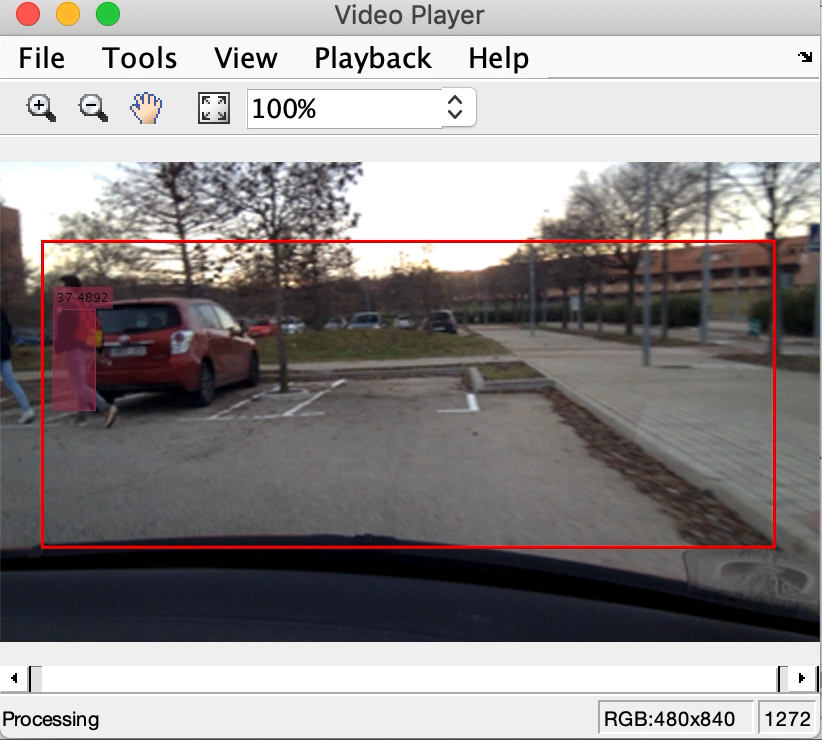 Video Player
File Tools View Playback Help
100%
37.4892
Processing
RGB:480x840
1272